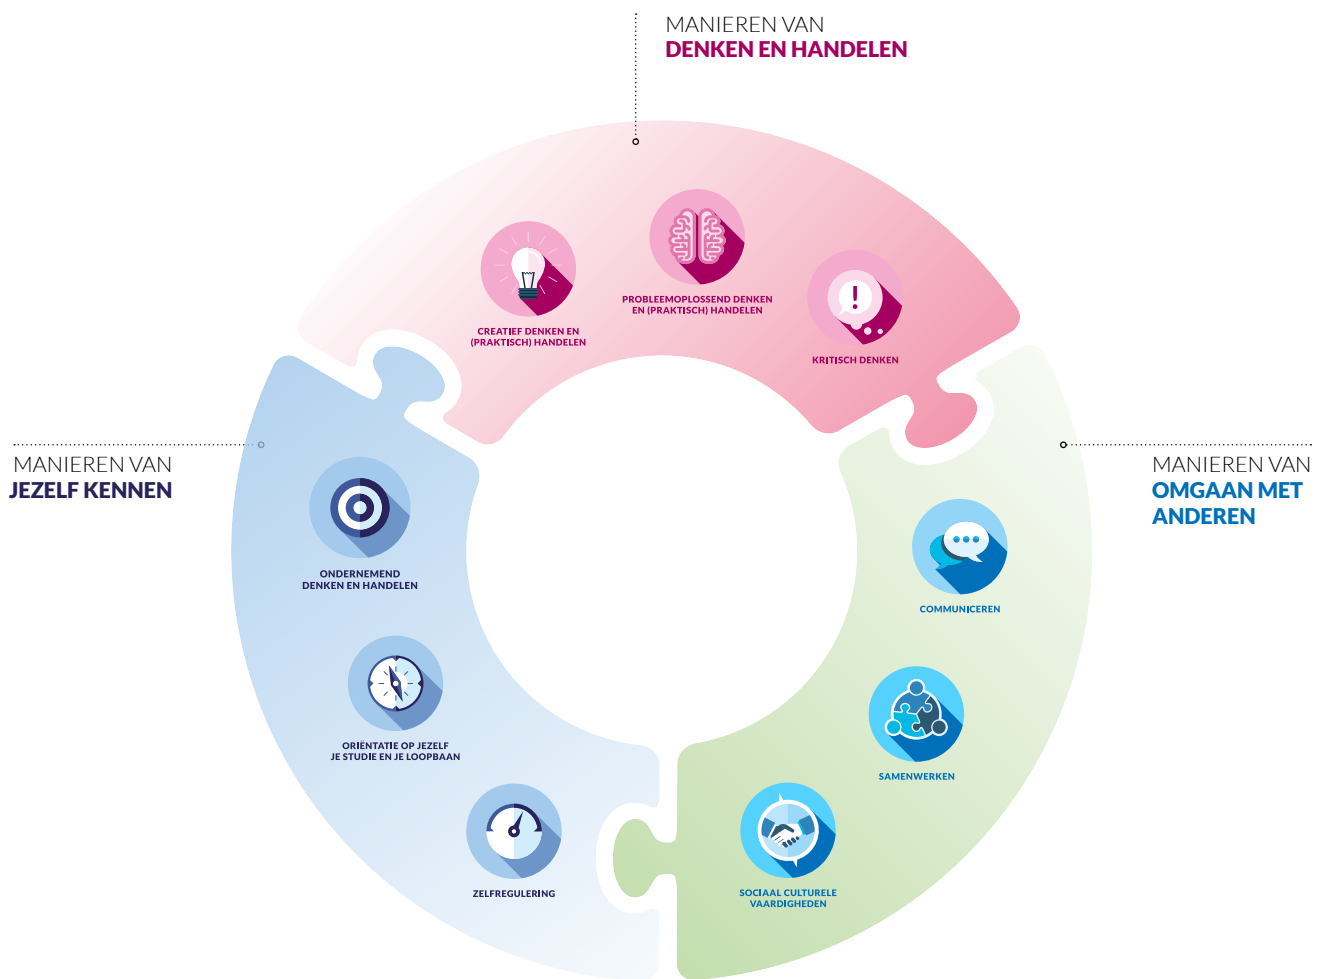 MANIEREN VAN
DENKEN EN HANDELEN
CREATIEF DENKEN EN
(PRAKTISCH) HANDELEN
PROBLEEMOPLOSSEND DENKEN
EN (PRAKTISCH) HANDELEN
KRITISCH DENKEN
MANIEREN VAN
JEZELF KENNEN
ONDERNEMEND
DENKEN EN HANDELEN
ORIËNTATIE OP JEZELF
JE STUDIE EN JE LOOPBAAN
ZELFREGULERING
MANIEREN VAN
OMGAAN MET
ANDEREN
COMMUNICEREN
SAMENWERKEN
SOCIAAL CULTURELE
VAARDIGHEDEN